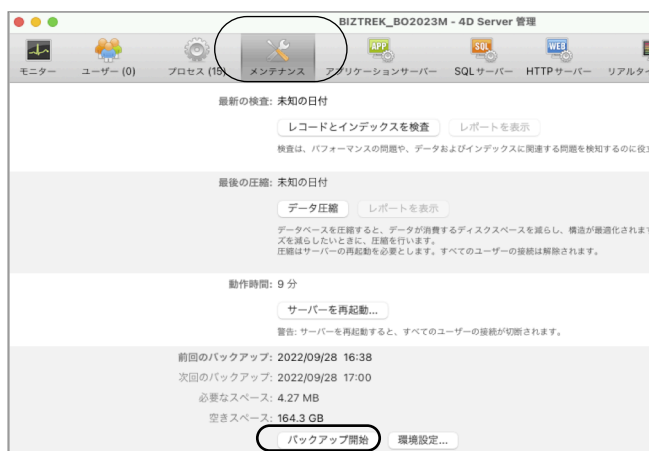 BIZTREK_BO2023M - 4D Server 管理
モニター ユーザー (0) プロセス (15) メンテナンス アプリケーションサーバー SQL サーバー HTTP サーバー リアルタ
APP SQL WEB
最新の検査: 未知の日付
レコードとインデックスを検査 レポートを表示
検査は、パフォーマンスの問題や、データおよびインデックスに関連する問題を検知するのに役
最後の圧縮: 未知の日付
データ圧縮 レポートを表示
データベースを圧縮すると、データが消費するディスクスペースを減らし、構造が最適化されます
ズを減らしたいときに、圧縮を行います。
圧縮はサーバーの再起動を必要とします。すべてのユーザーの接続は解除されます。
動作時間: 9 分
サーバーを再起動...
警告: サーバーを再起動すると、すべてのユーザーの接続が切断されます。
前回のバックアップ: 2022/09/28 16:38
次回のバックアップ: 2022/09/28 17:00
必要なスペース: 4.27 MB
空きスペース: 164.3 GB
バックアップ開始 環境設定...